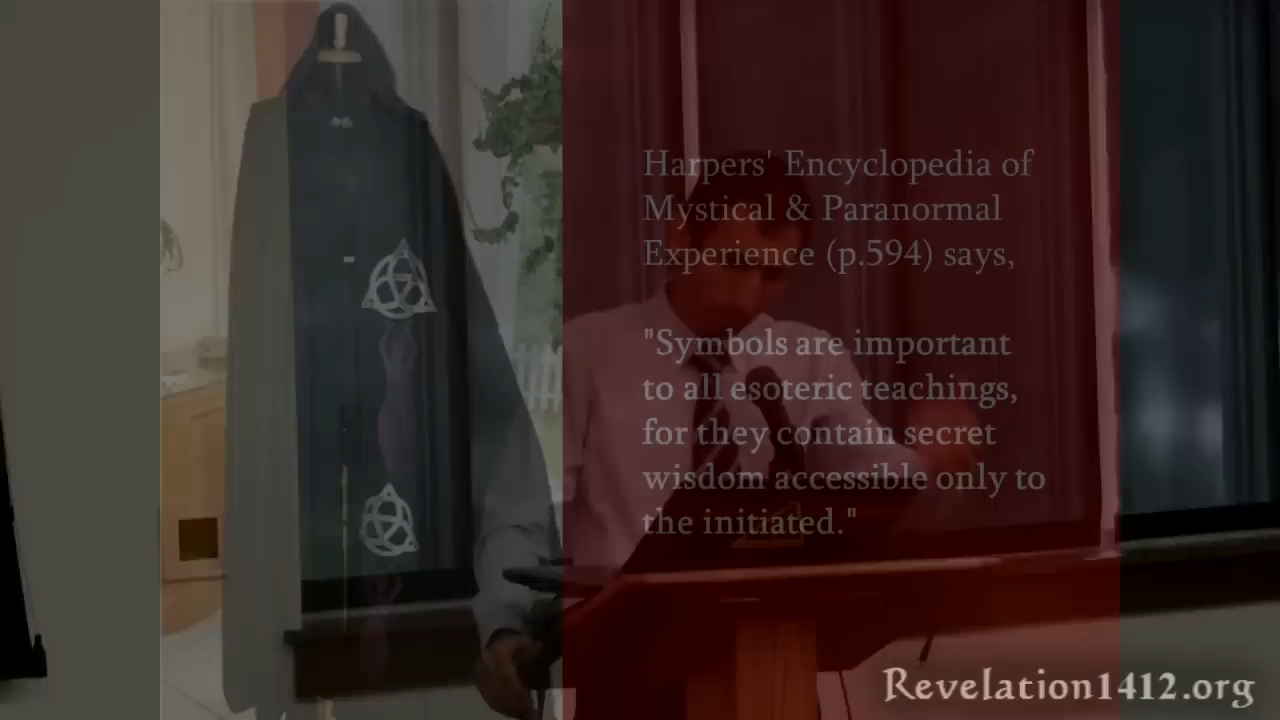 Harpers' Encyclopedia of
Mystical & Paranormal
Experience (p.594) says,
"Symbols are important
to all esoteric teachings,
for they contain secret
wisdom accessible only to
the initiated."
Revelation1412.org